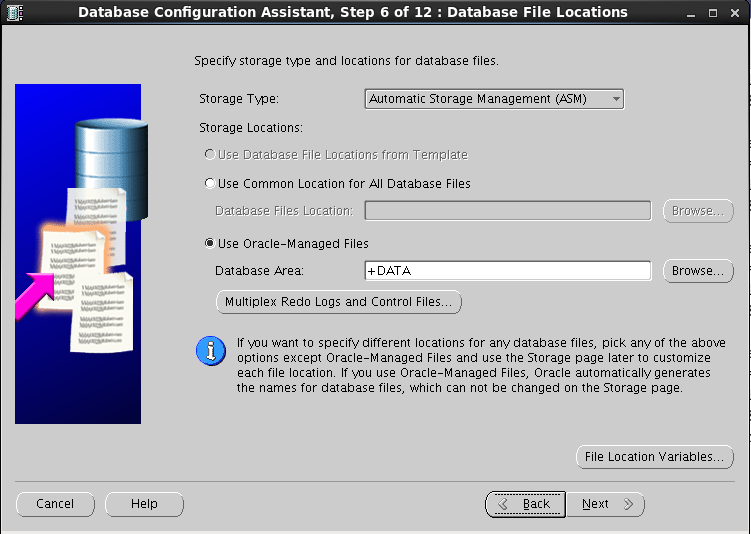 Database Configuration Assistant, Step 6 of 12 : Database File Locations
Specify storage type and locations for database files.
Storage Type: Automatic Storage Management (ASM)
Storage Locations:
Use Database File Locations from Template
Use Common Location for All Database Files
Database Files Location: Browse...
Use Oracle-Managed Files
Database Area: +DATA Browse...
Multiplex Redo Logs and Control Files...
If you want to specify different locations for any database files, pick any of the above
options except Oracle-Managed Files and use the Storage page later to customize
each file location. If you use Oracle-Managed Files, Oracle automatically generates
the names for database files, which can not be changed on the Storage page.
File Location Variables...
Cancel Help Back Next